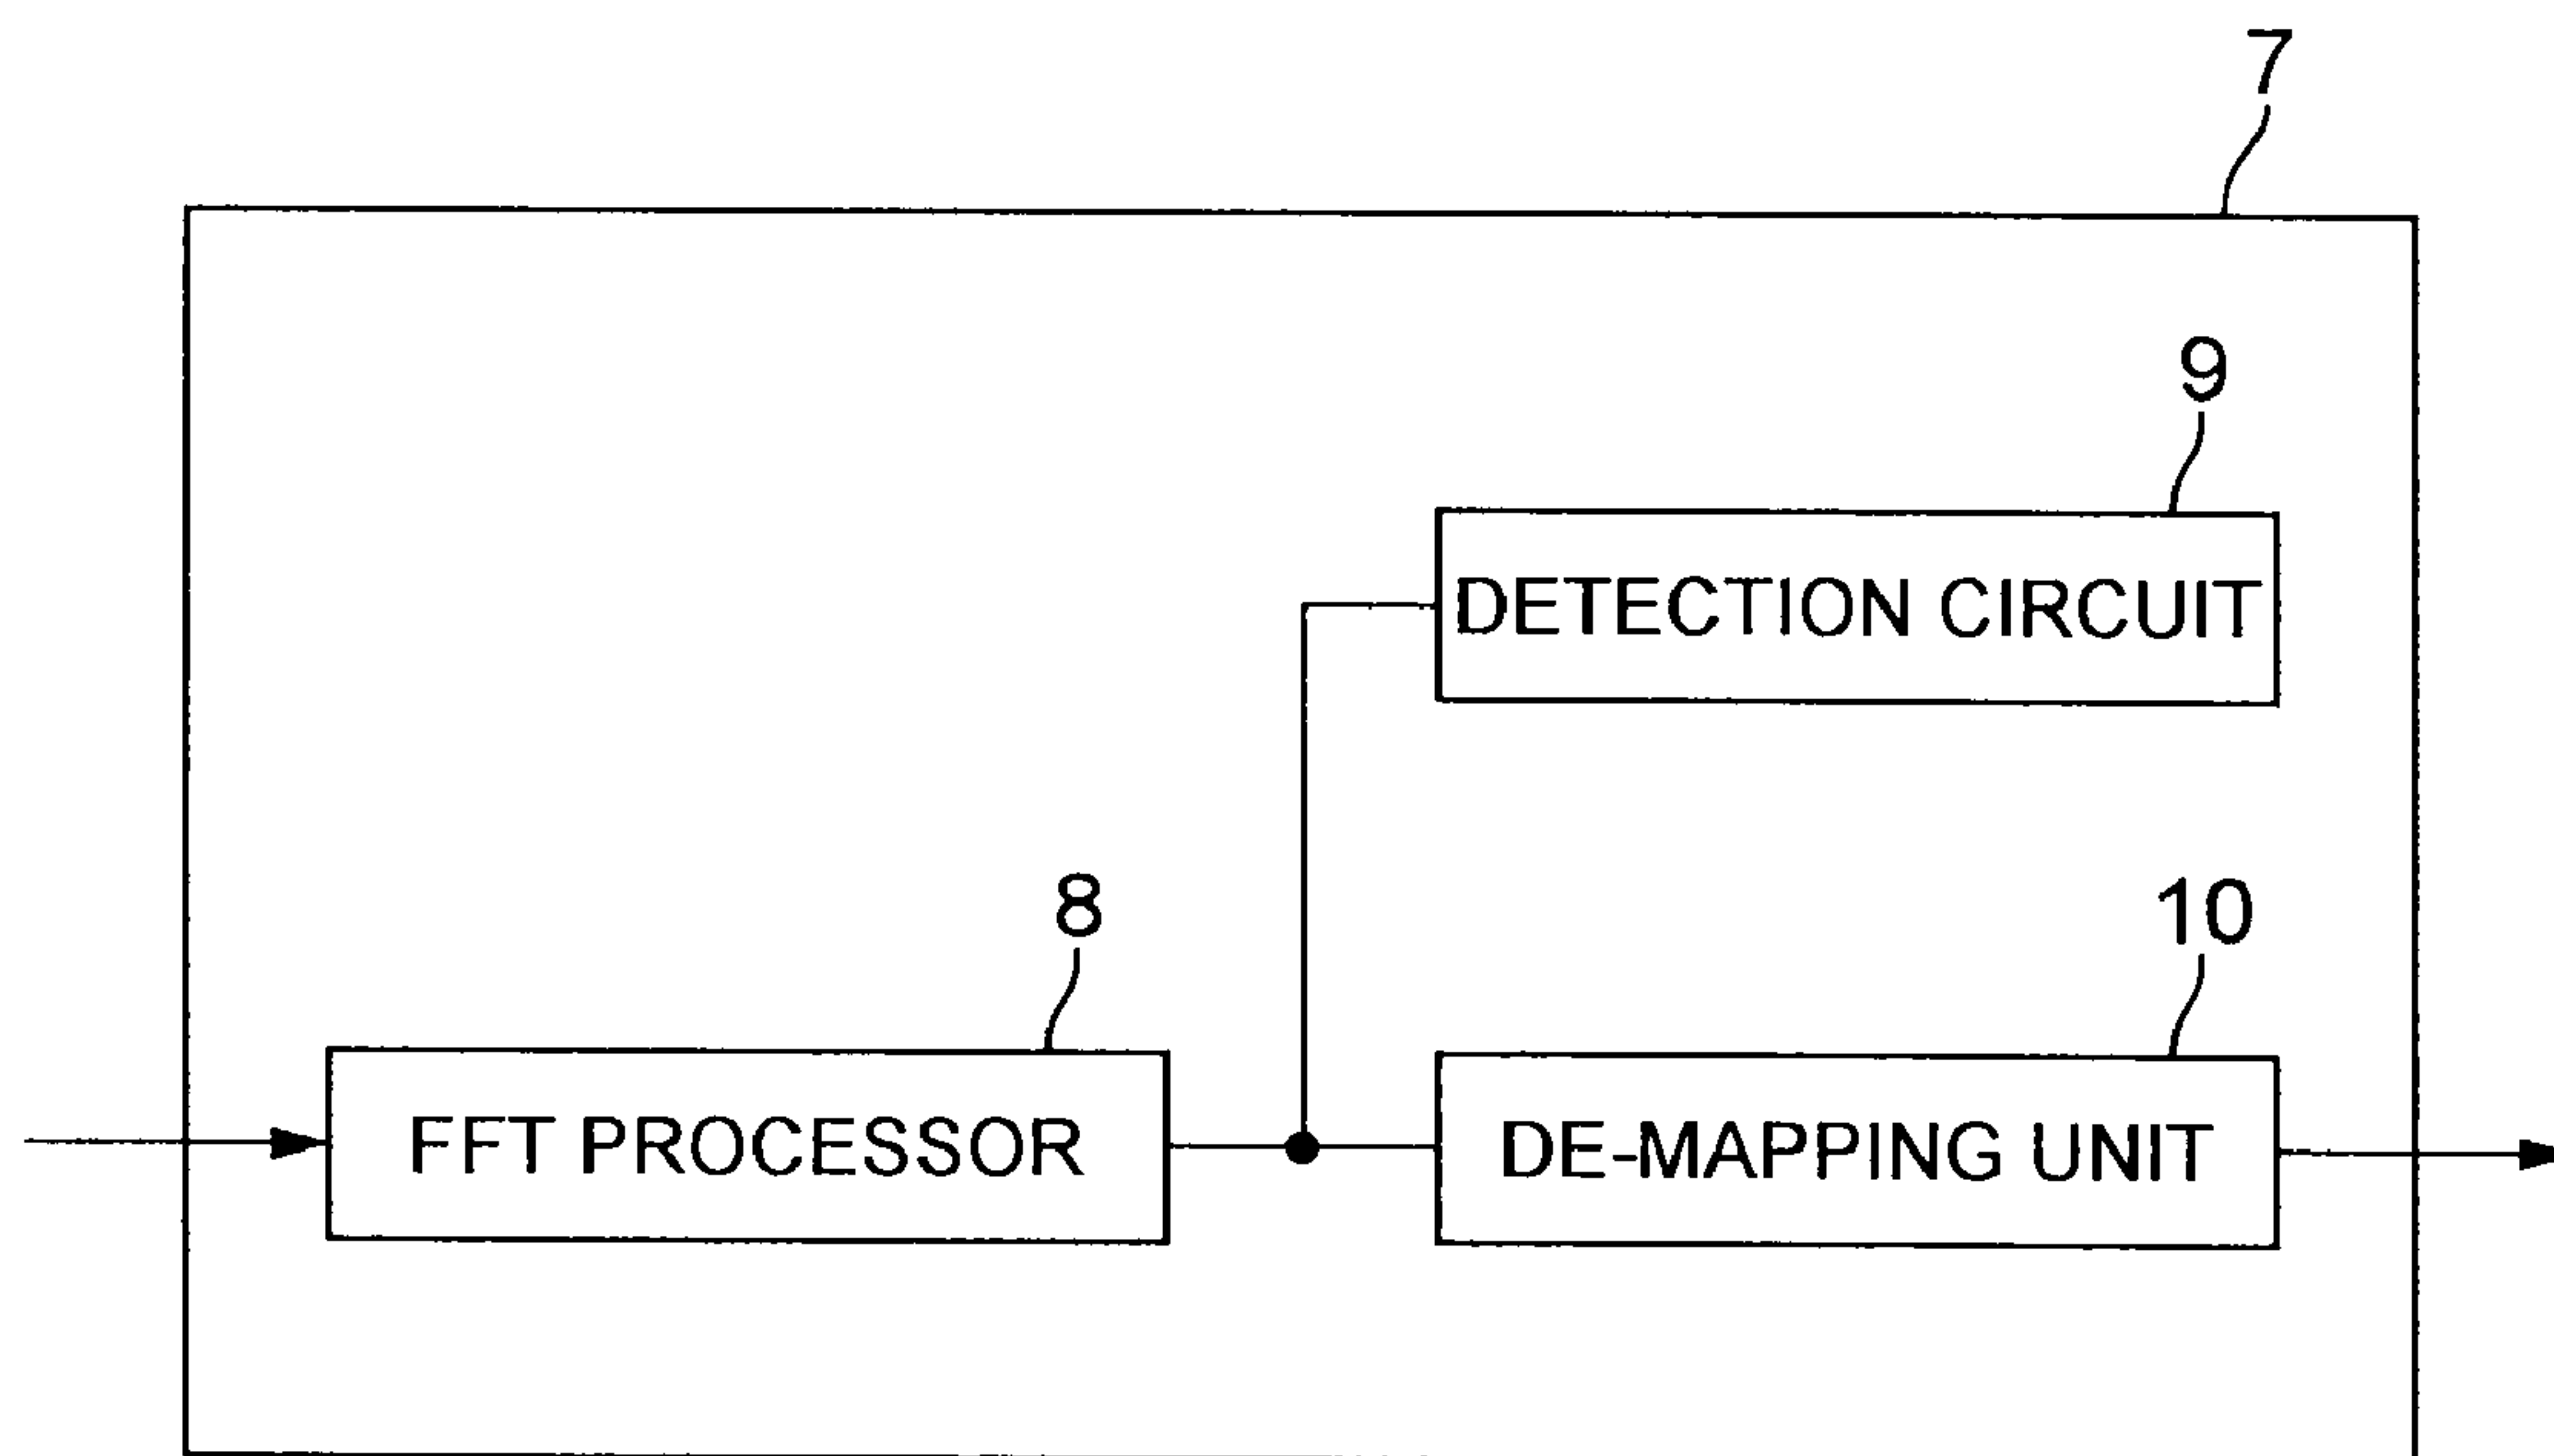 7
9
DETECTION CIRCUIT
8
10
FFT PROCESSOR
DE-MAPPING UNIT